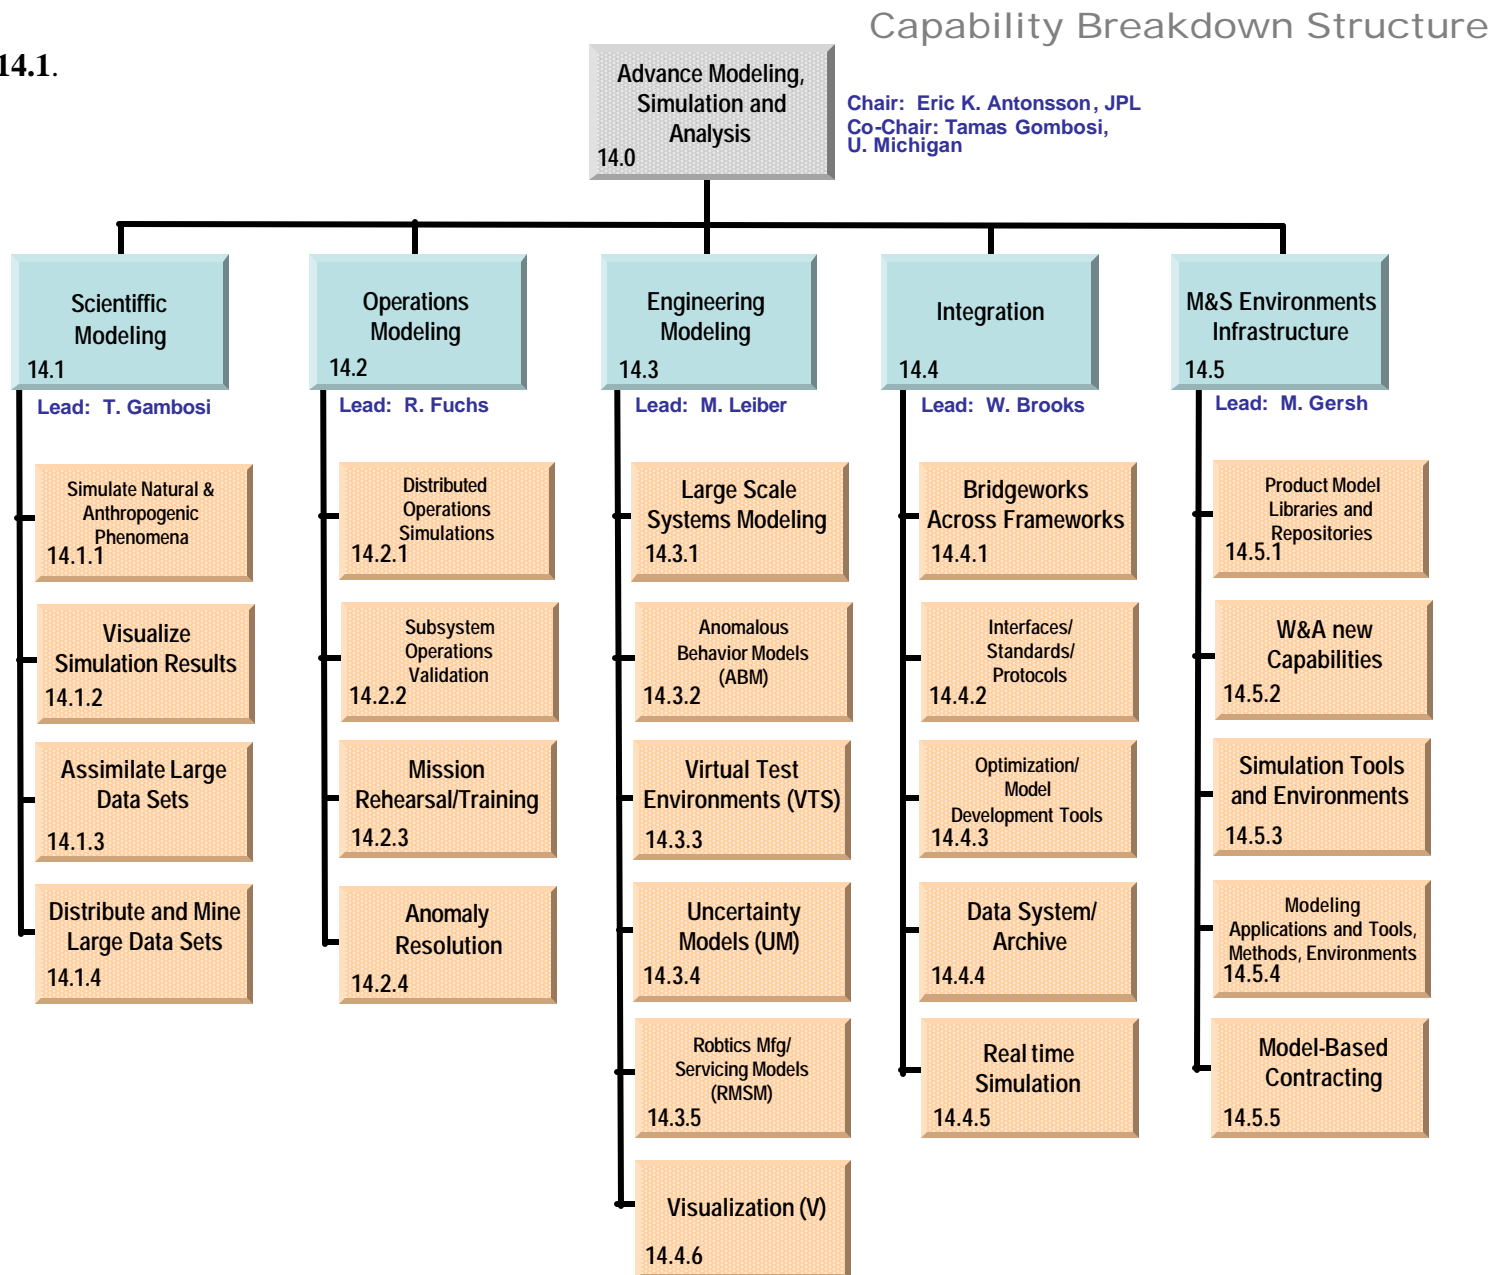 Capability Breakdown Structure
14.1.
Advance Modeling,
Simulation and
Analysis
14.0
Chair: Eric K. Antonsson, JPL
Co-Chair: Tamas Gombosi,
U. Michigan
Scientiffic
Modeling
14.1
Lead: T. Gambosi
Simulate Natural &
Anthropogenic
Phenomena
14.1.1
Visualize
Simulation Results
14.1.2
Assimilate Large
Data Sets
14.1.3
Distribute and Mine
Large Data Sets
14.1.4
Operations
Modeling
14.2
Lead: R. Fuchs
Distributed
Operations
Simulations
14.2.1
Subsystem
Operations
Validation
14.2.2
Mission
Rehearsal/Training
14.2.3
Anomaly
Resolution
14.2.4
Engineering
Modeling
14.3
Lead: M. Leiber
Large Scale
Systems Modeling
14.3.1
Anomalous
Behavior Models
(ABM)
14.3.2
Virtual Test
Environments (VTS)
14.3.3
Uncertainty
Models (UM)
14.3.4
Robtics Mfg/
Servicing Models
(RMSM)
14.3.5
Visualization (V)
14.4.6
Integration
14.4
Lead: W. Brooks
Bridgeworks
Across Frameworks
14.4.1
Interfaces/
Standards/
Protocols
14.4.2
Optimization/
Model
Development Tools
14.4.3
Data System/
Archive
14.4.4
Real time
Simulation
14.4.5
M&S Environments
Infrastructure
14.5
Lead: M. Gersh
Product Model
Libraries and
Repositories
14.5.1
W&A new
Capabilities
14.5.2
Simulation Tools
and Environments
14.5.3
Modeling
Applications and Tools,
Methods, Environments
14.5.4
Model-Based
Contracting
14.5.5